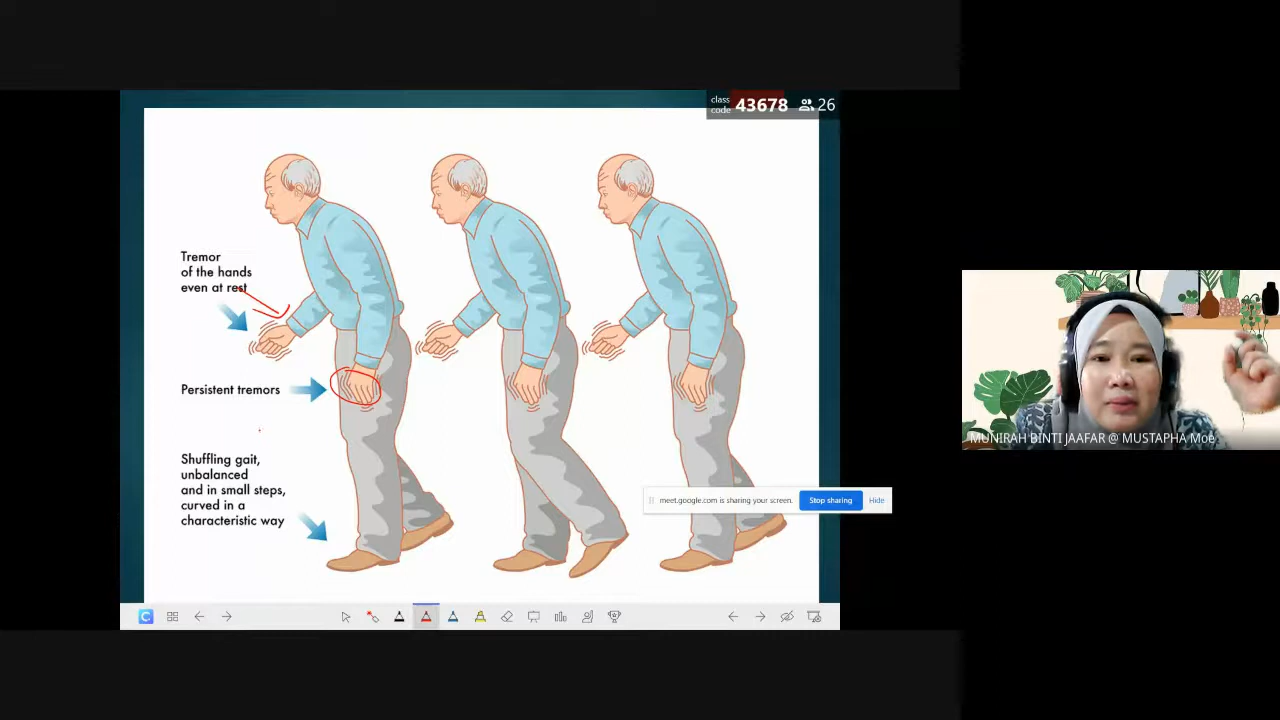 class
code 43678 26
Tremor
of the hands
even at rest
Persistent tremors
Shuffling gait,
unbalanced
and in small steps,
curved in a
characteristic way
meet.google.com is sharing your screen. Stop sharing Hide
MUNIRAH BINTI JAAFAR @ MUSTAPHA Moe
C